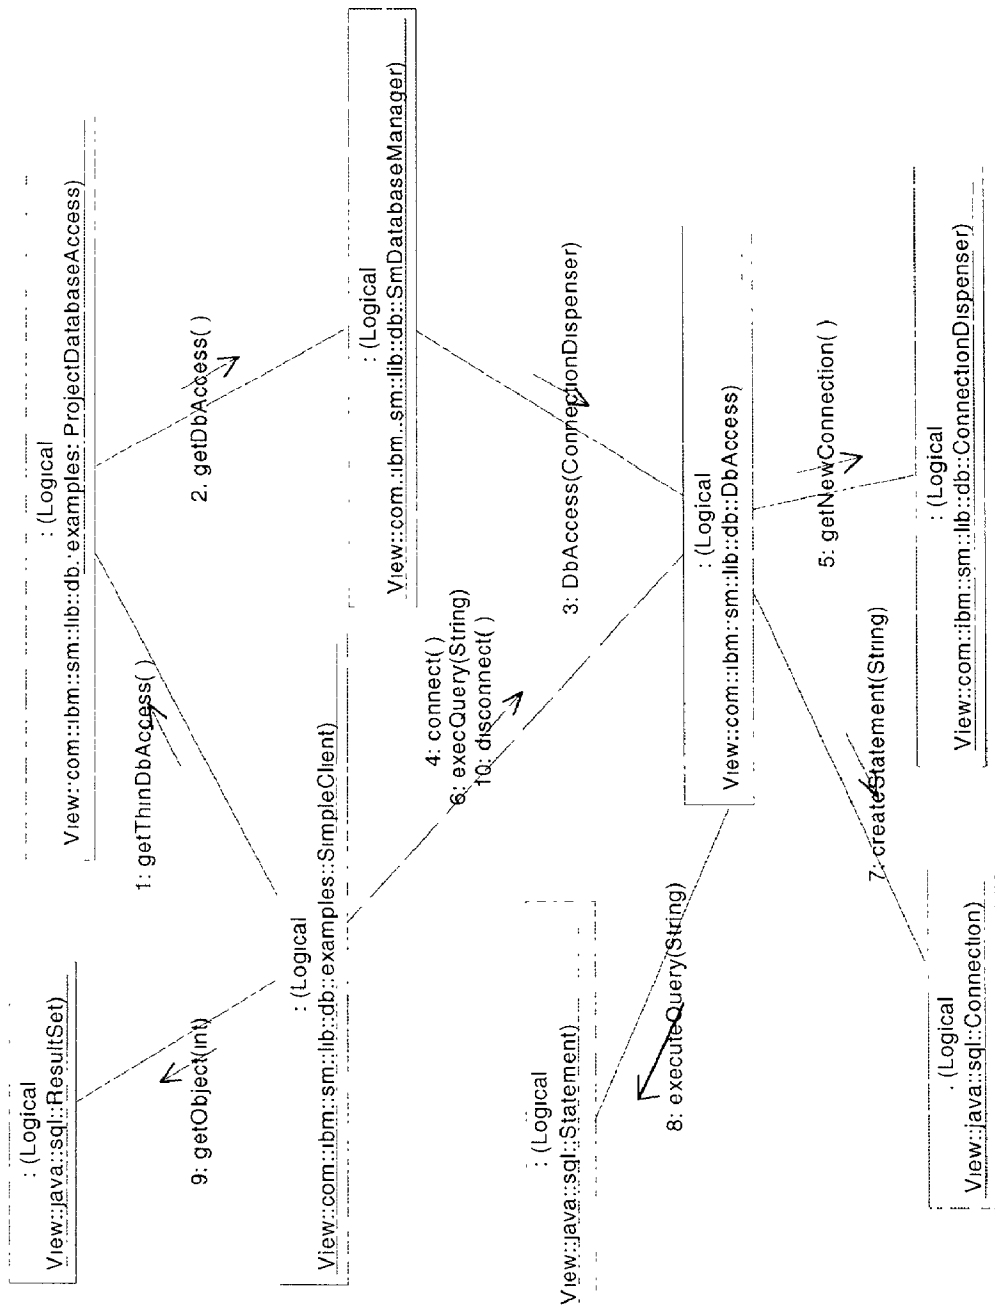 : (Logical
View::java::sql::ResultSet)
9: getObject(int)
: (Logical
View::com::ibm::sm::lib::db::examples::SimpleClient)
1: getThinDbAccess( )
: (Logical
View::com::ibm::sm::lib::db::examples::ProjectDatabaseAccess)
2. getDbAccess( )
: (Logical
View::com::ibm::sm::lib::db::SmDatabaseManager)
4: connect( )
6: execQuery(String)
10: disconnect( )
3: DbAccess(ConnectionDispenser)
: (Logical
View::java::sql::Statement)
8: executeQuery(String)
: (Logical
View::com::ibm::sm::lib::db::DbAccess)
7: createStatement(String)
5: getNewConnection( )
: (Logical
View::java::sql::Connection)
: (Logical
View::com::ibm::sm::lib::db::ConnectionDispenser)